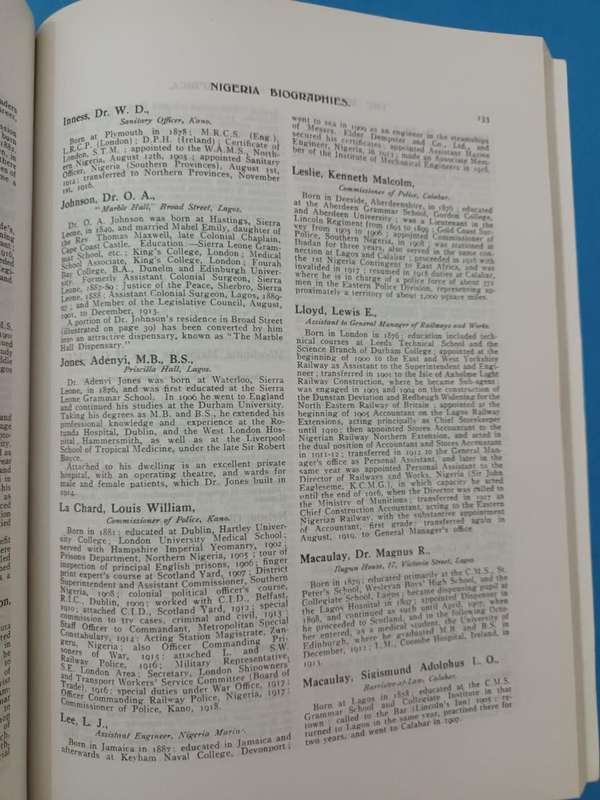 NIGERIA BIOGRAPHIES.
133
Inness, Dr. W. D.,
Sanitary Officer, Kano.
Born at Plymouth in 1878; M.R.C.S. (Eng.),
L.R.C.P. (London); D.P.H. (Ireland); Certificate of
London, S.T.M.; appointed to the W.A.M.S., North-
ern Nigeria, August 12th, 1903; appointed Sanitary
Officer, Nigeria (Southern Provinces), August 1st,
1912; transferred to Northern Provinces, November
1st, 1916.
Johnson, Dr. O. A.,
"Marble Hall," Broad Street, Lagos.
Dr. O. A. Johnson was born at Hastings, Sierra
Leone, in 1849, and married Mabel Emily, daughter of
the Rev. Thomas Maxwell, late Colonial Chaplain,
Cape Coast Castle. Education—Sierra Leone Gram-
mar School, etc.; King's College, London; Medical
School Associate, King's College, London; Fourah
Bay College, B.A., Dunelm and Edinburgh Univer-
sity. Formerly Assistant Colonial Surgeon, Sierra
Leone, 1887-89; Justice of the Peace, Sherbro, Sierra
Leone, 1888; Assistant Colonial Surgeon, Lagos, 1889-
97; and Member of the Legislative Council, August,
1901, to December, 1913.
A portion of Dr. Johnson's residence in Broad Street
(illustrated on page 39) has been converted by him
into an attractive dispensary, known as "The Marble
Hall Dispensary."
Jones, Adenyi, M.B., B.S.,
Priscilla Hall, Lagos.
Dr. Adenyi Jones was born at Waterloo, Sierra
Leone, in 1876, and was first educated at the Sierra
Leone Grammar School. In 1906 he went to England
and continued his studies at the Durham University.
Taking his degrees as M.B. and B.S., he extended his
professional knowledge and experience at the Ro-
tunda Hospital, Dublin, and the West London Hos-
pital, Hammersmith, as well as at the Liverpool
School of Tropical Medicine, under the late Sir Robert
Boyce.
Attached to his dwelling is an excellent private
hospital, with an operating theatre, and wards for
male and female patients, which Dr. Jones built in
1914.
La Chard, Louis William,
Commissioner of Police, Kano.
Born in 1881; educated at Dublin, Hartley Univer-
sity College, London University Medical School;
served with Hampshire Imperial Yeomanry, 1902;
Prisons Department, Northern Nigeria, 1905; tour of
inspection of principal English prisons, 1906; finger
print expert's course at Scotland Yard, 1907; District
Superintendent and Assistant Commissioner, Southern
Nigeria, 1908; colonial political officer's course,
R.I.C., Dublin, 1909; worked with C.I.D., Belfast,
1910; attached C.I.D., Scotland Yard, 1912; special
commission to try cases, criminal and civil, 1913;
Staff Officer to Commandant, Metropolitan Special
Constabulary, 1914; Acting Station Magistrate, Zun-
geru, Nigeria; also Officer Commanding Pri-
soners of War, 1915; attached L. and S.W.
Railway Police, 1916; Military Representative,
S.E. London Area; Secretary, London Shipowners'
and Transport Workers' Service Committee (Board of
Trade), 1916; special duties under War Office, 1917;
Officer Commanding Railway Police, Nigeria, 1917;
Commissioner of Police, Kano, 1918.
Lee, L. J.,
Assistant Engineer, Nigeria Marine.
Born in Jamaica in 1887; educated in Jamaica and
afterwards at Keyham Naval College, Devonport;
went to sea in 1909 as an engineer in the steamships
of Messrs. Elder Dempster and Co., Ltd., and
secured his certificates; appointed Assistant Marine
Engineer, Nigeria, in 1913; made an Associate Mem-
ber of the Institute of Mechanical Engineers in 1918.
Leslie, Kenneth Malcolm,
Commissioner of Police, Calabar.
Born in Deeside, Aberdeenshire, in 1876; educated
at the Aberdeen Grammar School, Gordon College,
and Aberdeen University; was a Lieutenant in the
Lincoln Regiment from 1895 to 1899; Gold Coast Sur-
vey from 1903 to 1906; appointed Commissioner of
Police, Southern Nigeria, in 1908; was stationed in
Ibadan for three years, also served in the same con-
nection at Lagos and Calabar; proceeded in 1916 with
the 1st Nigeria Contingent to East Africa, and was
invalided in 1917; resumed in 1918 duties at Calabar,
where he is in charge of a police force of about 372
men in the Eastern Police Division, representing ap-
proximately a territory of about 2,000 square miles.
Lloyd, Lewis E.,
Assistant to General Manager of Railways and Works.
Born in London in 1876; education included tech-
nical courses at Leeds Technical School and the
Science Branch of Durham College; appointed at the
beginning of 1900 to the East and West Yorkshire
Railway as Assistant to the Superintendent and Engi-
neer; transferred in 1900 to the Isle of Axholme Light
Railway Construction, where he became Sub-agent;
was engaged in 1903 and 1904 on the construction of
the Dunstan Deviation and Redheugh Widening for the
North Eastern Railway of Britain; appointed at the
beginning of 1905 Accountant on the Lagos Railway
Extensions, acting principally as Chief Storekeeper
until 1910; then appointed Stores Accountant to the
Nigerian Railway Northern Extension, and acted in
the dual position of Accountant and Stores Accountant
in 1911-12; transferred in 1912 to the General Man-
ager's office as Personal Assistant, and later in the
same year was appointed Personal Assistant to the
Director of Railways and Works, Nigeria (Sir John
Eaglesome, K.C.M.G.), in which capacity he acted
until the end of 1916, when the Director was called to
the Ministry of Munitions; transferred in 1917 as
Chief Construction Accountant, acting to the Eastern
Nigerian Railway, with the substantive appointment
of Accountant, first grade; transferred again in
August, 1919, to General Manager's office.
Macaulay, Dr. Magnus R.,
Ilugun House, 17, Victoria Street, Lagos.
Born in 1879; educated primarily at the C.M.S., St.
Peter's School, Wesleyan Boys' High School, and the
Collegiate School, Lagos; became dispensing pupil at
the Lagos Hospital in 1897; appointed Dispenser in
1898, and continued as such until April, 1907, when
he proceeded to Scotland, and in the following Octo-
ber entered, as a medical student, the University of
Edinburgh, where he graduated M.B. and B.S. in
December, 1912; L.M., Coombe Hospital, Ireland, in
1913.
Macaulay, Sigismund Adolphus L. O.,
Barrister-at-Law, Calabar.
Born at Lagos in 1858; educated at the C.M.S.
Grammar School and Collegiate Institute in that
town; called to the Bar (Lincoln's Inn) 1905; re-
turned to Lagos in the same year, practised there for
two years, and went to Calabar in 1907.